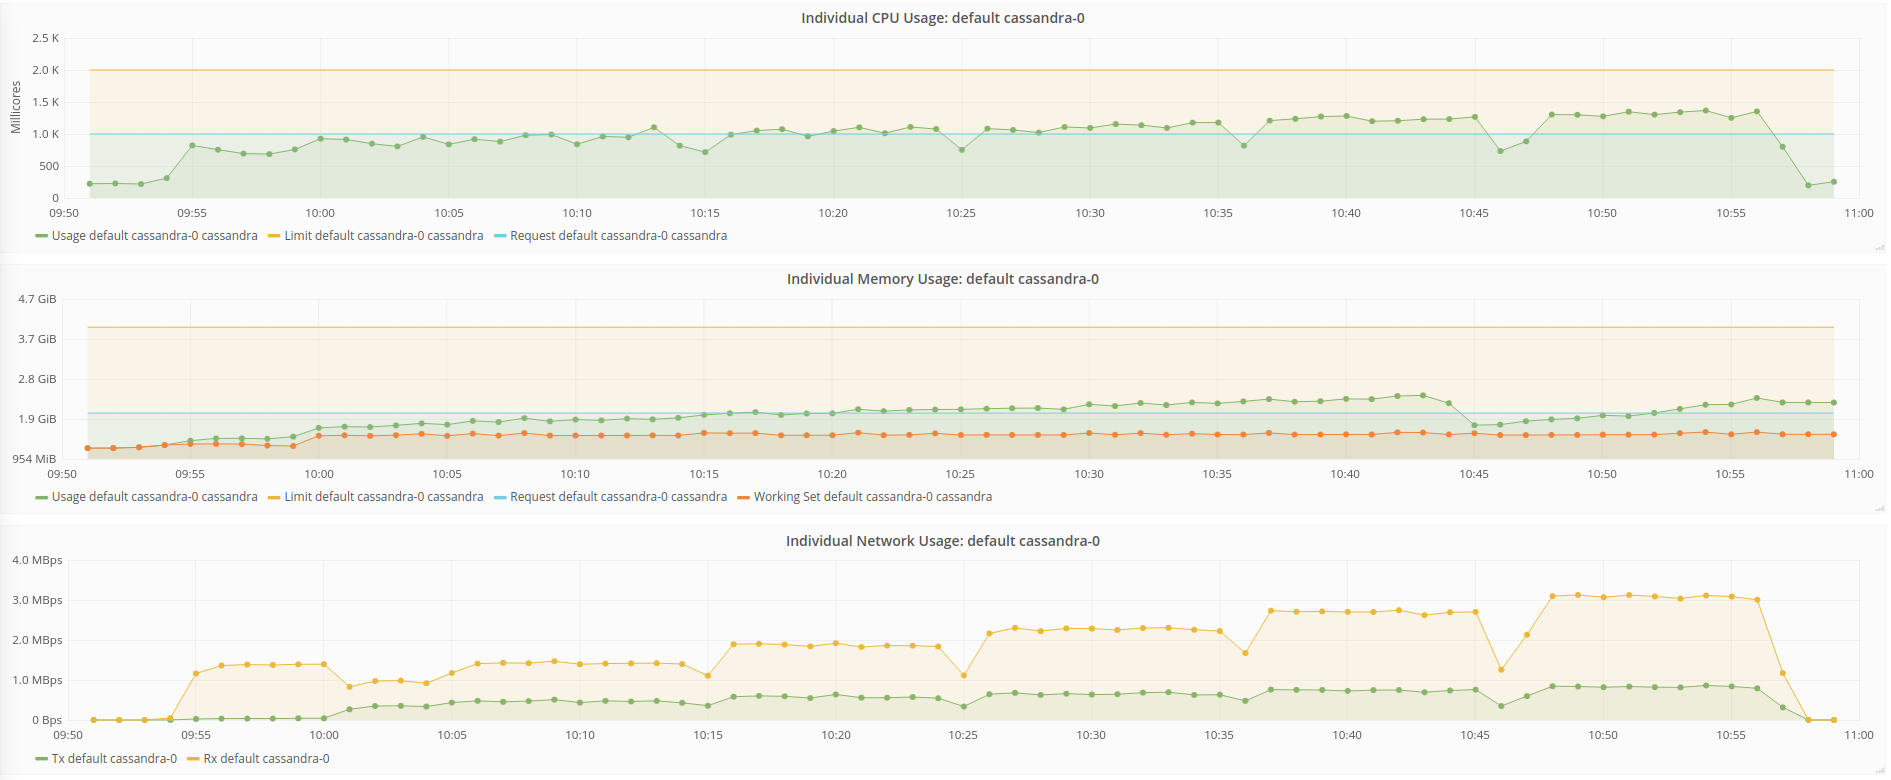 Individual CPU Usage: default cassandra-0
Millicores
2.5 K
2.0 K
1.5 K
1.0 K
500
0
09:50 09:55 10:00 10:05 10:10 10:15 10:20 10:25 10:30 10:35 10:40 10:45 10:50 10:55 11:00
Usage default cassandra-0 cassandra Limit default cassandra-0 cassandra Request default cassandra-0 cassandra
Individual Memory Usage: default cassandra-0
4.7 GiB
3.7 GiB
2.8 GiB
1.9 GiB
954 MiB
09:50 09:55 10:00 10:05 10:10 10:15 10:20 10:25 10:30 10:35 10:40 10:45 10:50 10:55 11:00
Usage default cassandra-0 cassandra Limit default cassandra-0 cassandra Request default cassandra-0 cassandra Working Set default cassandra-0 cassandra
Individual Network Usage: default cassandra-0
4.0 MBps
3.0 MBps
2.0 MBps
1.0 MBps
0 Bps
09:50 09:55 10:00 10:05 10:10 10:15 10:20 10:25 10:30 10:35 10:40 10:45 10:50 10:55 11:00
Tx default cassandra-0 Rx default cassandra-0